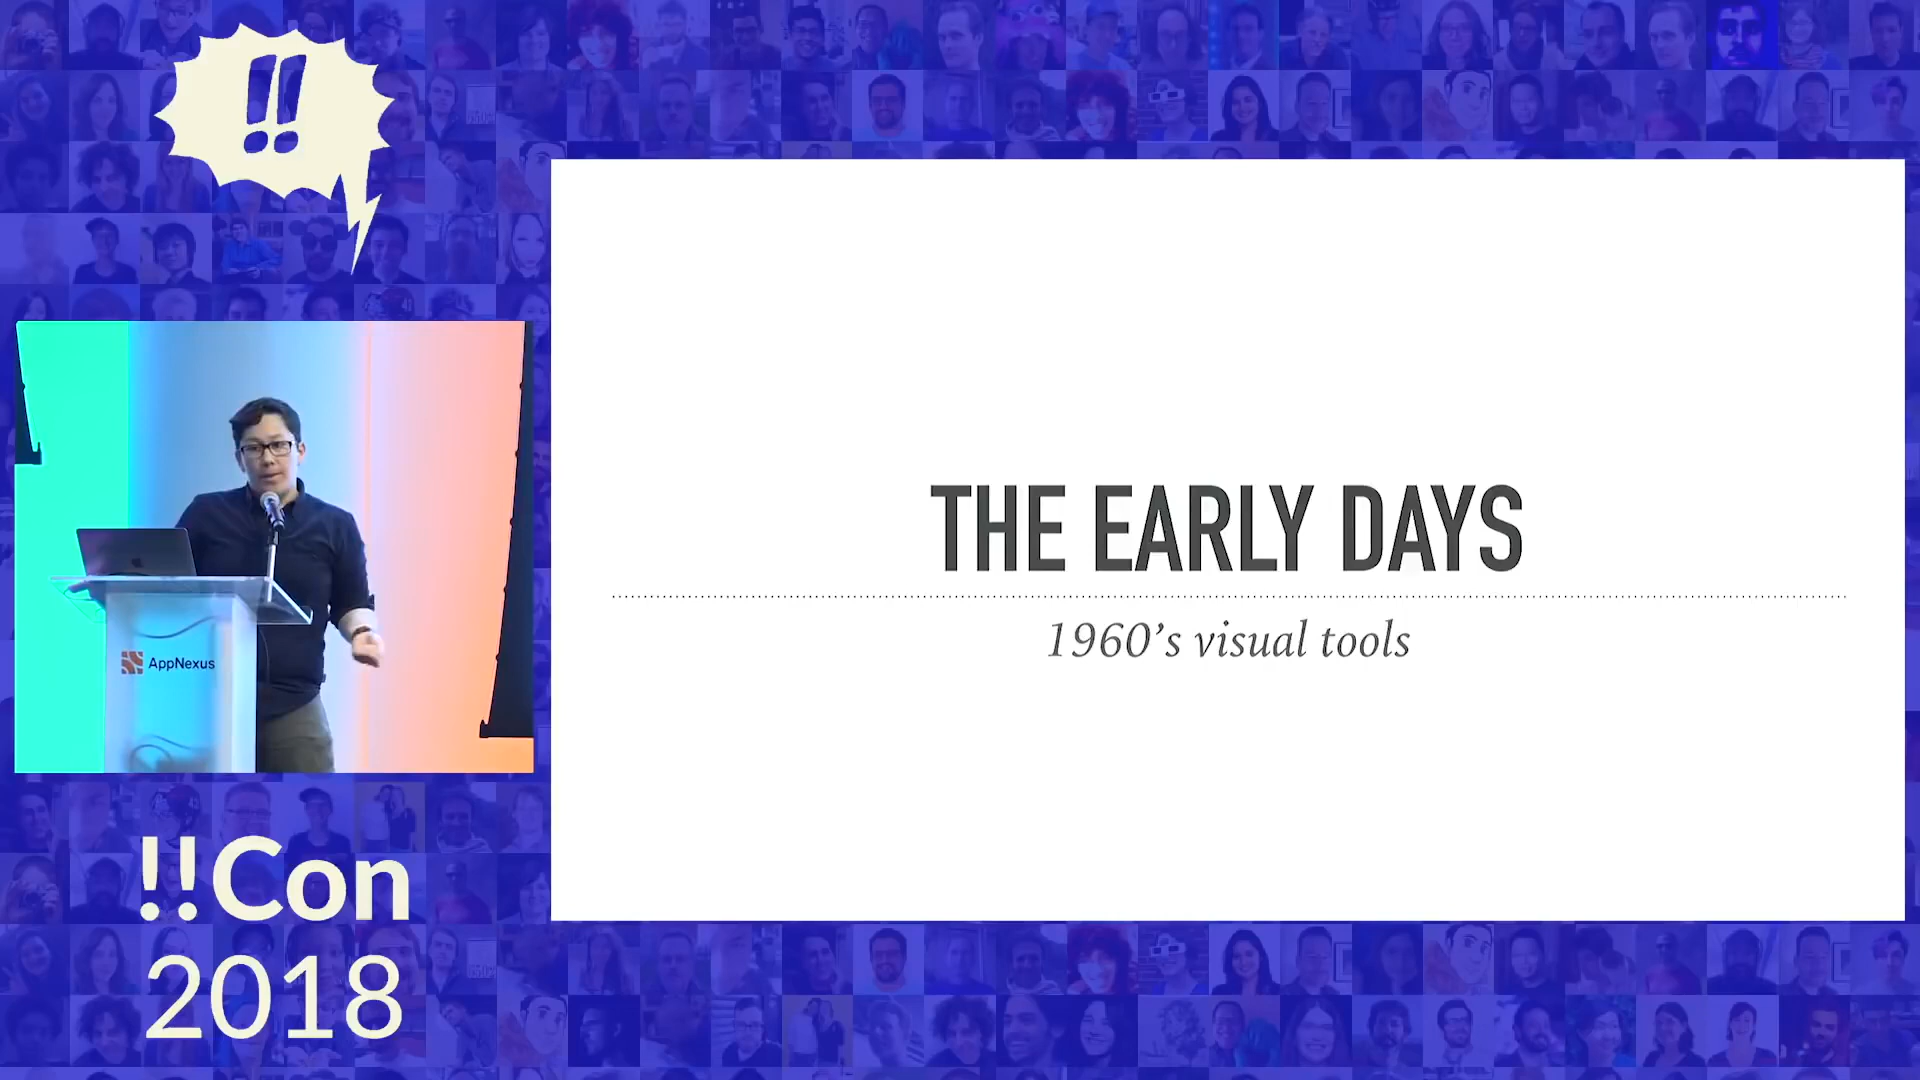 !!
THE EARLY DAYS
1960’s visual tools
AppNexus
!!Con
2018